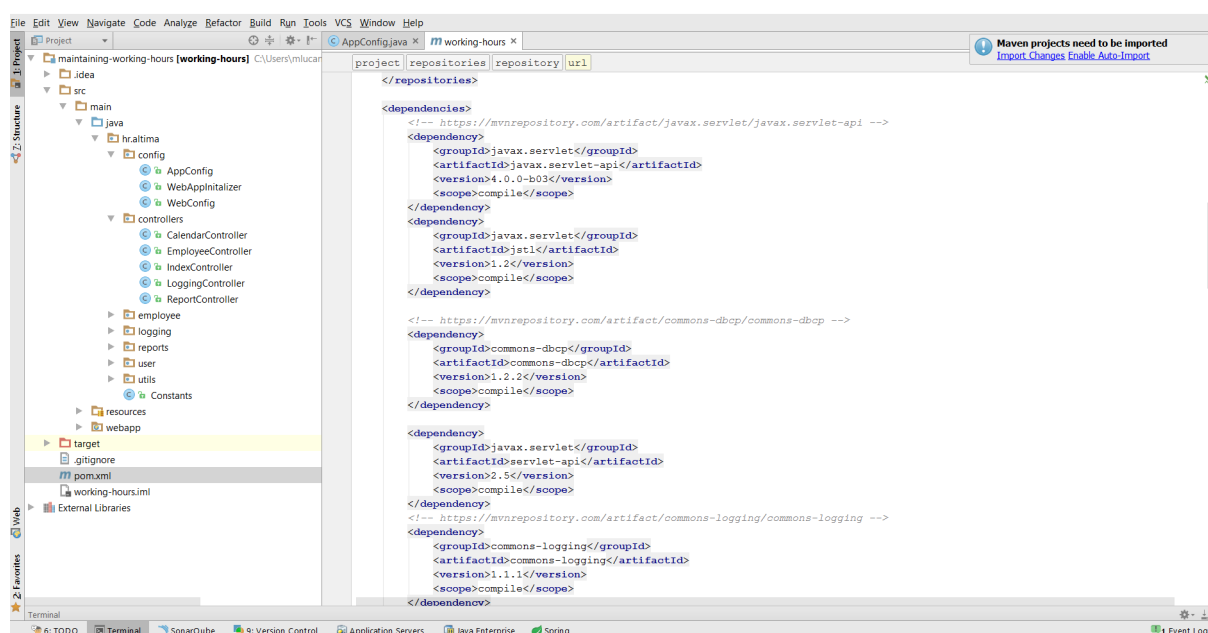 File Edit View Navigate Code Analyze Refactor Build Run Tools VCS Window Help
Project
AppConfig.java
m working-hours
Maven projects need to be imported
Import Changes Enable Auto-Import
1: Project
7: Structure
Web
2: Favorites
maintaining-working-hours [working-hours] C:\Users\mlucar
.idea
src
main
java
hr.altima
config
AppConfig
WebAppInitalizer
WebConfig
controllers
CalendarController
EmployeeController
IndexController
LoggingController
ReportController
employee
logging
reports
user
utils
Constants
resources
webapp
target
.gitignore
m pom.xml
working-hours.iml
External Libraries
project repositories repository url
</repositories>
<dependencies>
<!-- https://mvnrepository.com/artifact/javax.servlet/javax.servlet-api -->
<dependency>
<groupId>javax.servlet</groupId>
<artifactId>javax.servlet-api</artifactId>
<version>4.0.0-b03</version>
<scope>compile</scope>
</dependency>
<dependency>
<groupId>javax.servlet</groupId>
<artifactId>jstl</artifactId>
<version>1.2</version>
<scope>compile</scope>
</dependency>
<!-- https://mvnrepository.com/artifact/commons-dbcp/commons-dbcp -->
<dependency>
<groupId>commons-dbcp</groupId>
<artifactId>commons-dbcp</artifactId>
<version>1.2.2</version>
<scope>compile</scope>
</dependency>
<dependency>
<groupId>javax.servlet</groupId>
<artifactId>servlet-api</artifactId>
<version>2.5</version>
<scope>compile</scope>
</dependency>
<!-- https://mvnrepository.com/artifact/commons-logging/commons-logging -->
<dependency>
<groupId>commons-logging</groupId>
<artifactId>commons-logging</artifactId>
<version>1.1.1</version>
<scope>compile</scope>
</dependency>
Terminal
6: TODO Terminal SonarQube 9: Version Control Application Servers Java Enterprise Spring 1 Event Log